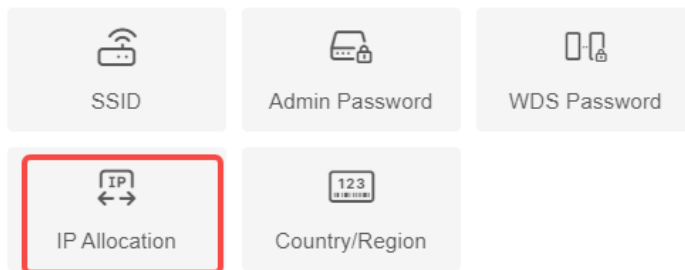 SSID
Admin Password
WDS Password
IP
IP Allocation
123
Country/Region